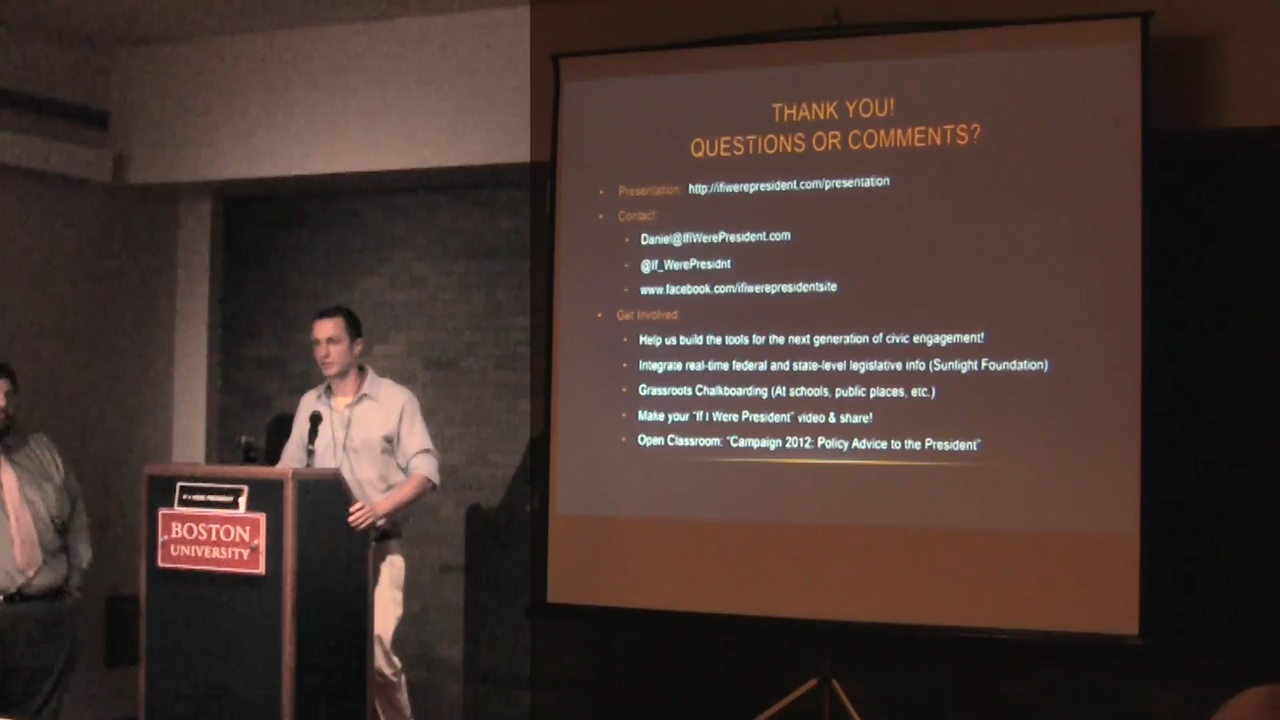 THANK YOU!
QUESTIONS OR COMMENTS?
Presentation: http://ifiwerepresident.com/presentation
Contact:
Daniel@IfIWerePresident.com
@If_WerePresidnt
www.facebook.com/ifiwerepresidentsite
Get Involved:
Help us build the tools for the next generation of civic engagement!
Integrate real-time federal and state-level legislative info (Sunlight Foundation)
Grassroots Chalkboarding (At schools, public places, etc.)
Make your "If I Were President" video & share!
Open Classroom: "Campaign 2012: Policy Advice to the President"
IF I WERE PRESIDENT
BOSTON
UNIVERSITY